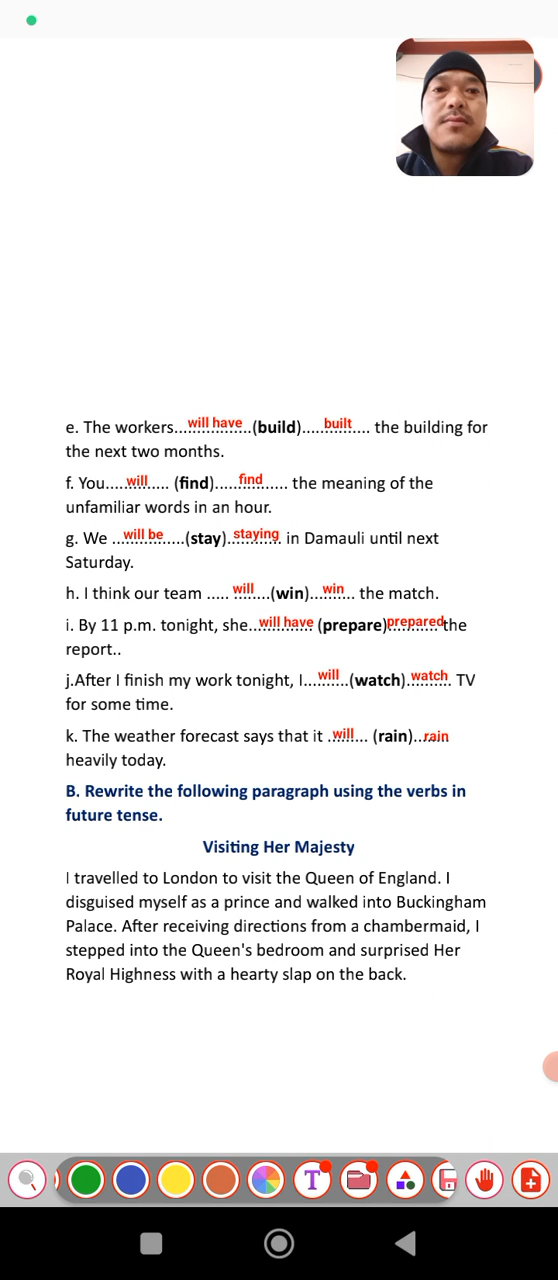 e. The workers...will have...(build).....built.... the building for
the next two months.
f. You.....will..... (find).....find...... the meaning of the
unfamiliar words in an hour.
g. We ...will be.....(stay).staying. in Damauli until next
Saturday.
h. I think our team ..... will...(win)...win... the match.
i. By 11 p.m. tonight, she...will have (prepare)prepared the
report..
j.After I finish my work tonight, I...will...(watch).watch. TV
for some time.
k. The weather forecast says that it .will... (rain)..rain
heavily today.
B. Rewrite the following paragraph using the verbs in
future tense.
Visiting Her Majesty
I travelled to London to visit the Queen of England. I
disguised myself as a prince and walked into Buckingham
Palace. After receiving directions from a chambermaid, I
stepped into the Queen's bedroom and surprised Her
Royal Highness with a hearty slap on the back.
T